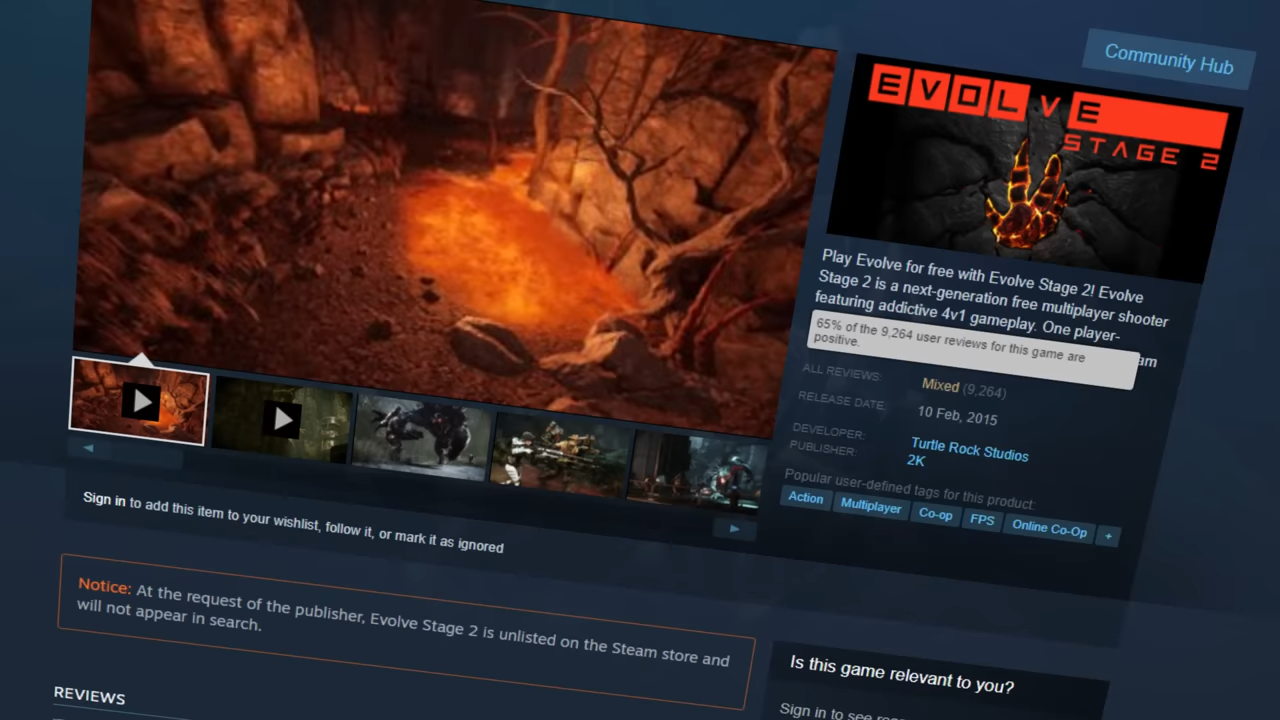 Community Hub
EVOLVE
STAGE 2
Play Evolve for free with Evolve Stage 2! Evolve
Stage 2 is a next-generation free multiplayer shooter
featuring addictive 4v1 gameplay. One player-
am
65% of the 9,264 user reviews for this game are
positive.
ALL REVIEWS: Mixed (9,264)
RELEASE DATE: 10 Feb, 2015
DEVELOPER: Turtle Rock Studios
PUBLISHER: 2K
Popular user-defined tags for this product:
Action Multiplayer Co-op FPS Online Co-Op +
Sign in to add this item to your wishlist, follow it, or mark it as ignored
Notice: At the request of the publisher, Evolve Stage 2 is unlisted on the Steam store and
will not appear in search.
REVIEWS
Is this game relevant to you?
Sign in to see